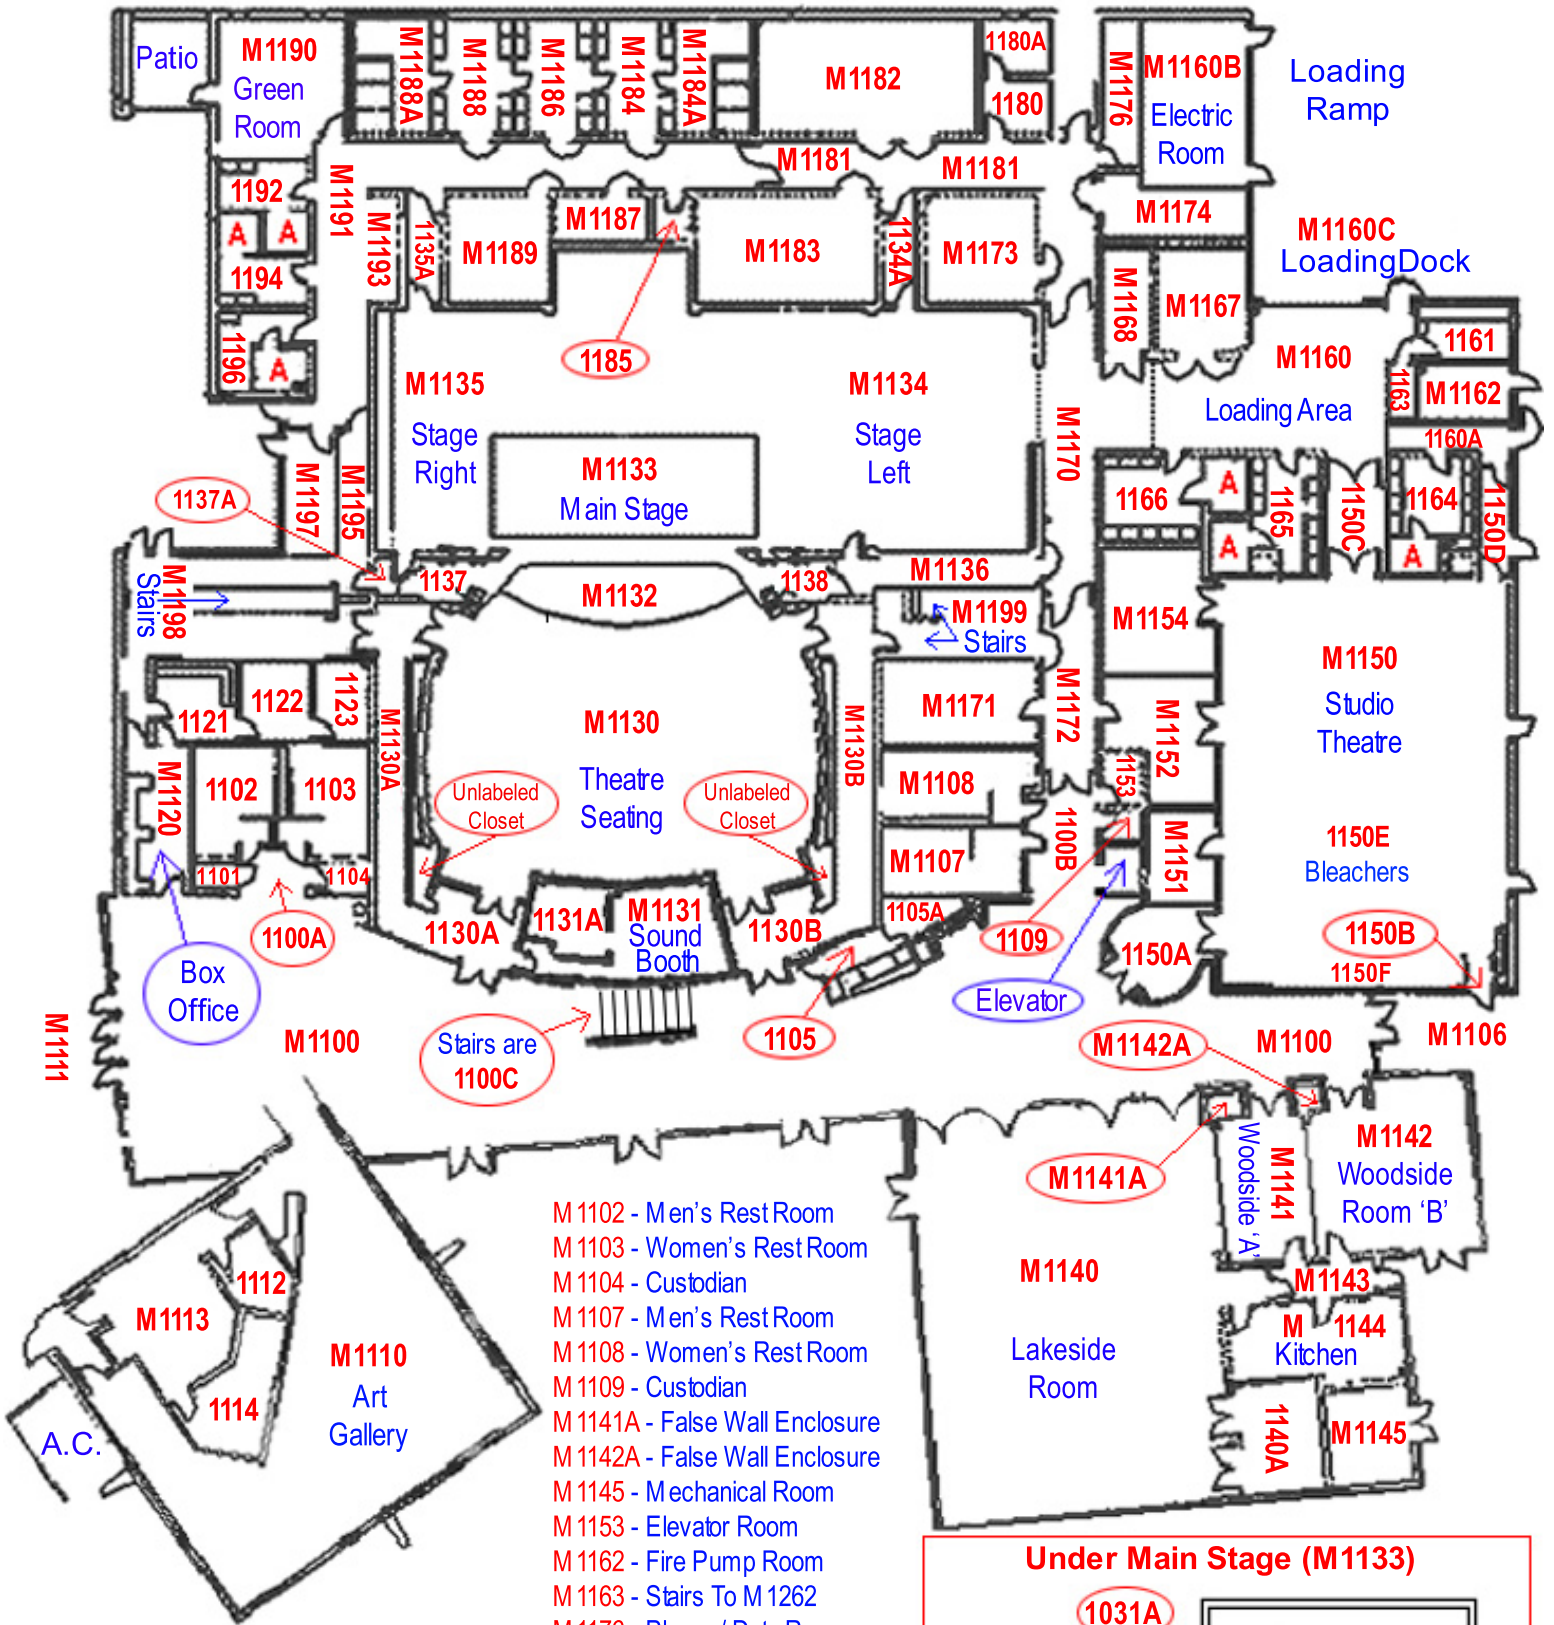 Patio
M1190
Green
Room
M1188A
M1188
M1186
M1184
M1184A
M1182
1180A
1180
M1176
M1160B
Electric
Room
Loading
Ramp
M1181
M1181
M1191
1192
A
A
1194
M1193
1135A
M1189
M1187
M1183
1134A
M1173
M1174
M1160C
LoadingDock
1196
A
1185
M1168
M1167
M1160
Loading Area
1161
1163
M1162
1160A
M1135
Stage
Right
M1134
Stage
Left
M1133
Main Stage
M1170
M1197
M1195
1137A
1166
A
1165
A
1150C
1164
A
1150D
Stairs
M1198
1137
M1132
1138
M1136
M1199
Stairs
M1154
M1150
Studio
Theatre
1121
1122
1123
M1130A
M1130
Theatre
Seating
M1130B
M1171
M1172
M1152
1153
M1120
1102
1103
Unlabeled
Closet
Unlabeled
Closet
M1108
1100B
M1107
M1151
1150E
Bleachers
1101
1104
1100A
1130A
1131A
M1131
Sound
Booth
1130B
1105A
1109
1150A
1150B
1150F
Box
Office
Elevator
M1111
M1100
Stairs are
1100C
1105
M1142A
M1100
M1106
M1141A
Woodside 'A'
M1141
M1142
Woodside
Room 'B'
M1140
Lakeside
Room
M1143
M 1144
Kitchen
1140A
M1145
1112
M1113
1114
M1110
Art
Gallery
A.C.
M1102 - Men's Rest Room
M1103 - Women's Rest Room
M1104 - Custodian
M1107 - Men's Rest Room
M1108 - Women's Rest Room
M1109 - Custodian
M1141A - False Wall Enclosure
M1142A - False Wall Enclosure
M1145 - Mechanical Room
M1153 - Elevator Room
M1162 - Fire Pump Room
M1163 - Stairs To M1262
Under Main Stage (M1133)
1031A